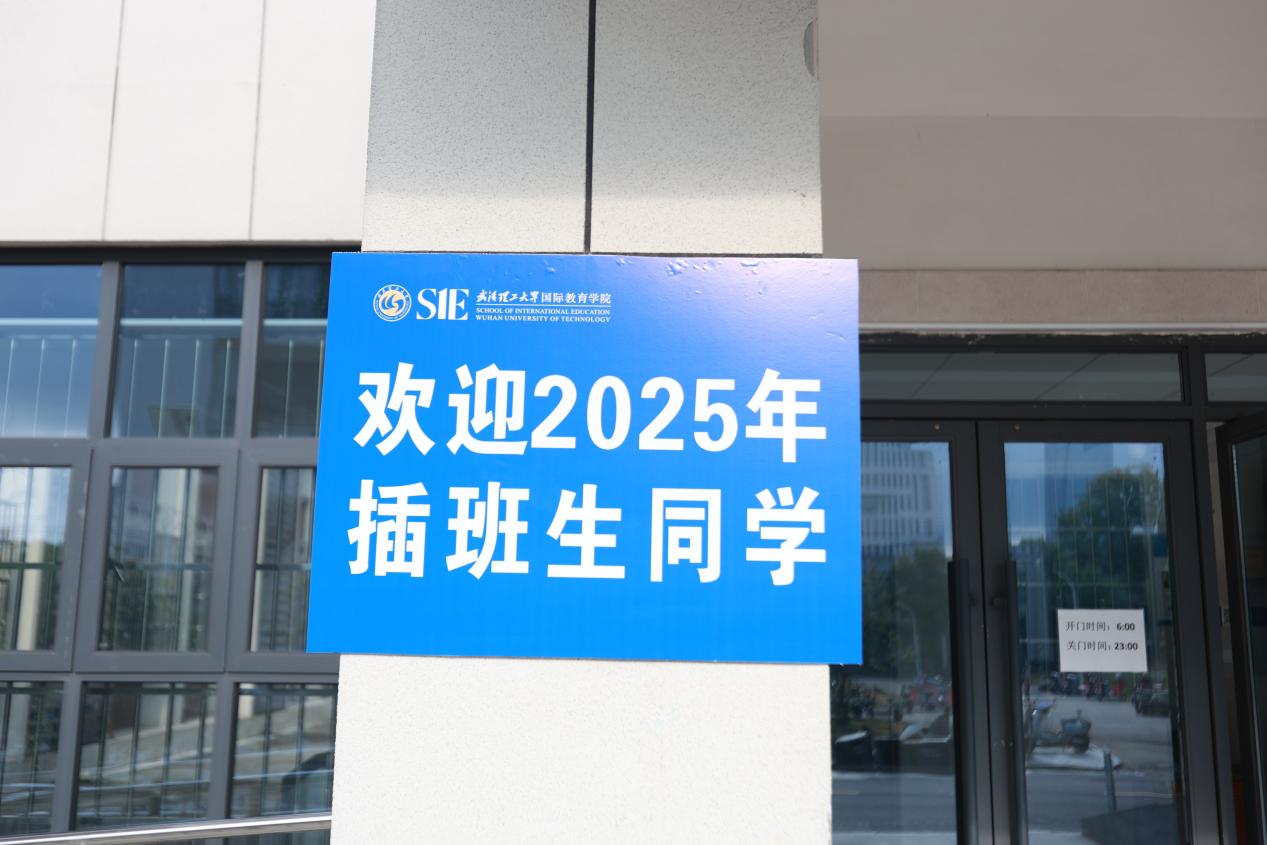 SIE
武汉理工大学国际教育学院
SCHOOL OF INTERNATIONAL EDUCATION
WUHAN UNIVERSITY OF TECHNOLOGY
欢迎2025年
插班生同学
开门时间：6:00
关门时间：23:00